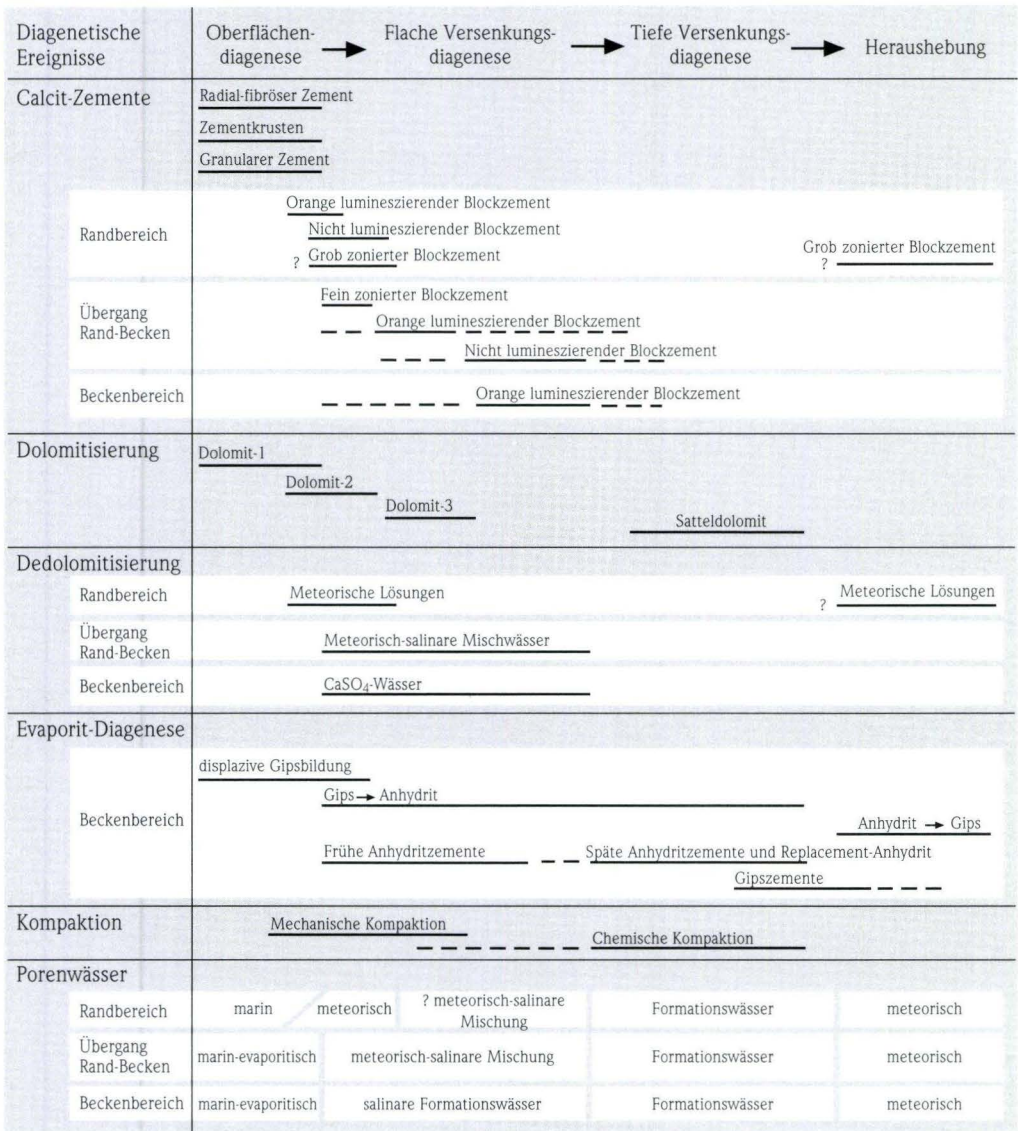 Diagenetische Ereignisse
Oberflächen-diagenese → Flache Versenkungs-diagenese → Tiefe Versenkungs-diagenese → Heraushebung
Calcit-Zemente
Radial-fibröser Zement
Zementkrusten
Granularer Zement
Randbereich
Orange lumineszierender Blockzement
Nicht lumineszierender Blockzement
? Grob zonierter Blockzement
Grob zonierter Blockzement
?
Übergang
Rand-Becken
Fein zonierter Blockzement
Orange lumineszierender Blockzement
Nicht lumineszierender Blockzement
Beckenbereich
Orange lumineszierender Blockzement
Dolomitisierung
Dolomit-1
Dolomit-2
Dolomit-3
Satteldolomit
Dedolomitisierung
Randbereich
Meteorische Lösungen
? Meteorische Lösungen
Übergang
Rand-Becken
Meteorisch-salinare Mischwässer
Beckenbereich
CaSO4-Wässer
Evaporit-Diagenese
Beckenbereich
displazive Gipsbildung
Gips → Anhydrit
Anhydrit → Gips
Frühe Anhydritzemente
Späte Anhydritzemente und Replacement-Anhydrit
Gipszemente
Kompaktion
Mechanische Kompaktion
Chemische Kompaktion
Porenwässer
Randbereich
marin
meteorisch
? meteorisch-salinare
Mischung
Formationswässer
meteorisch
Übergang
Rand-Becken
marin-evaporitisch
meteorisch-salinare Mischung
Formationswässer
meteorisch
Beckenbereich
marin-evaporitisch
salinare Formationswässer
Formationswässer
meteorisch